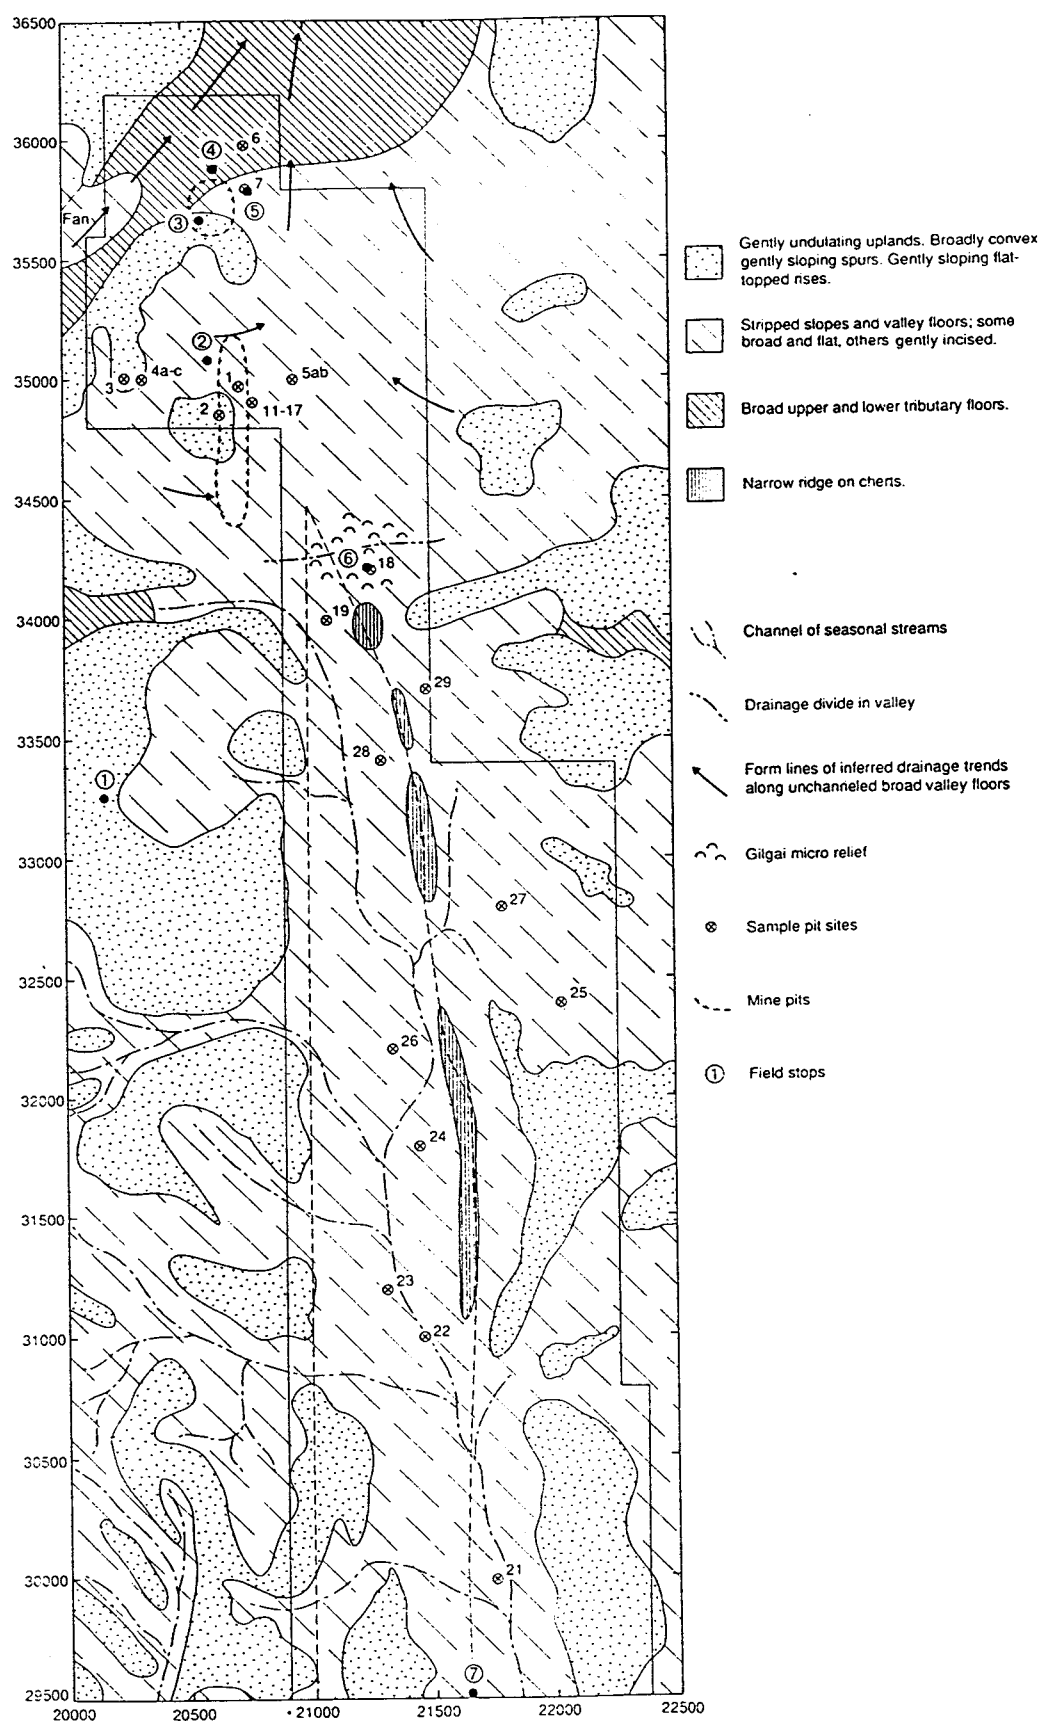 36500
36000
35500
35000
34500
34000
33500
33000
32500
32000
31500
31000
30500
30000
29500
20000
20500
21000
21500
22000
22500
Fan
4
6
7
5
3
2
1
5ab
4a-c
3
2
11-17
6
18
19
29
28
1
27
25
26
24
23
22
21
7
Gently undulating uplands. Broadly convex
gently sloping spurs. Gently sloping flat-
topped rises.
Stripped slopes and valley floors; some
broad and flat, others gently incised.
Broad upper and lower tributary floors.
Narrow ridge on cherts.
Channel of seasonal streams
Drainage divide in valley
Form lines of inferred drainage trends
along unchanneled broad valley floors
Gilgai micro relief
Sample pit sites
Mine pits
1 Field stops